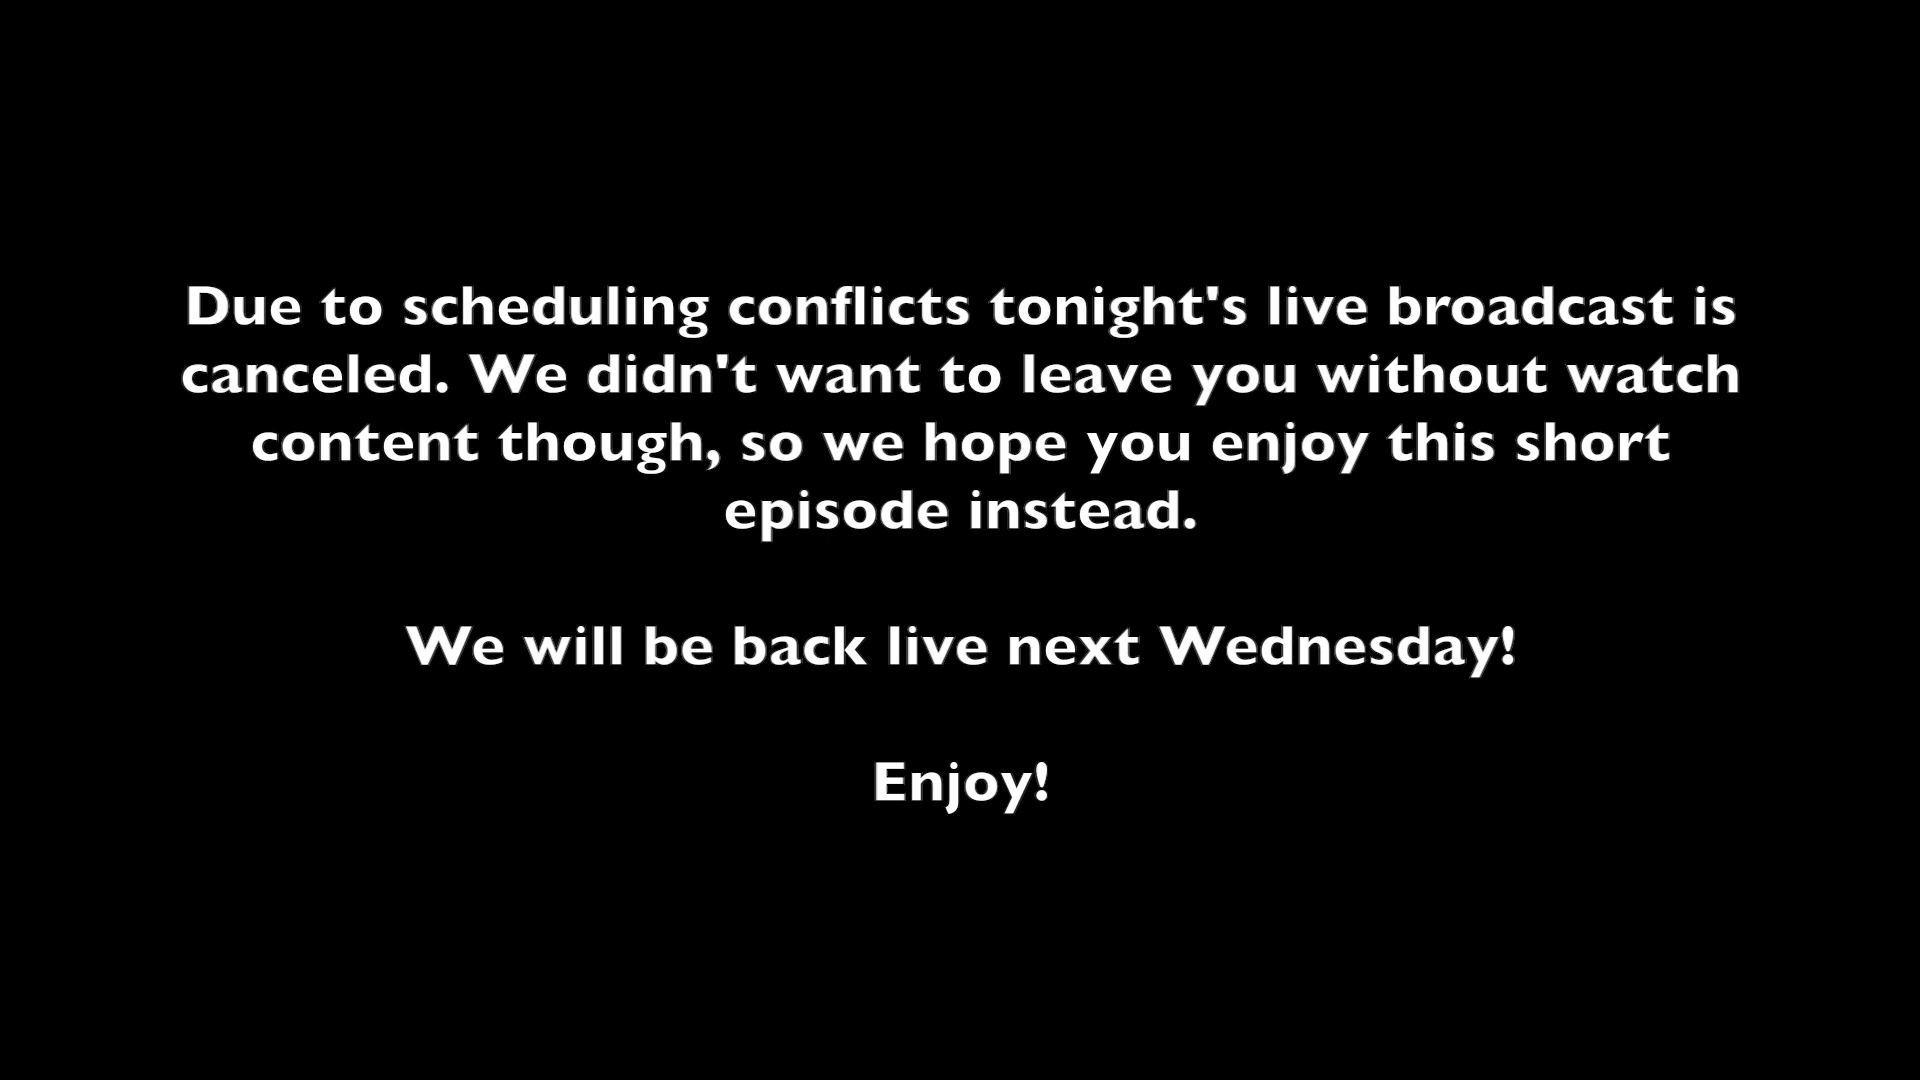 Due to scheduling conflicts tonight's live broadcast is
canceled. We didn't want to leave you without watch
content though, so we hope you enjoy this short
episode instead.
We will be back live next Wednesday!
Enjoy!